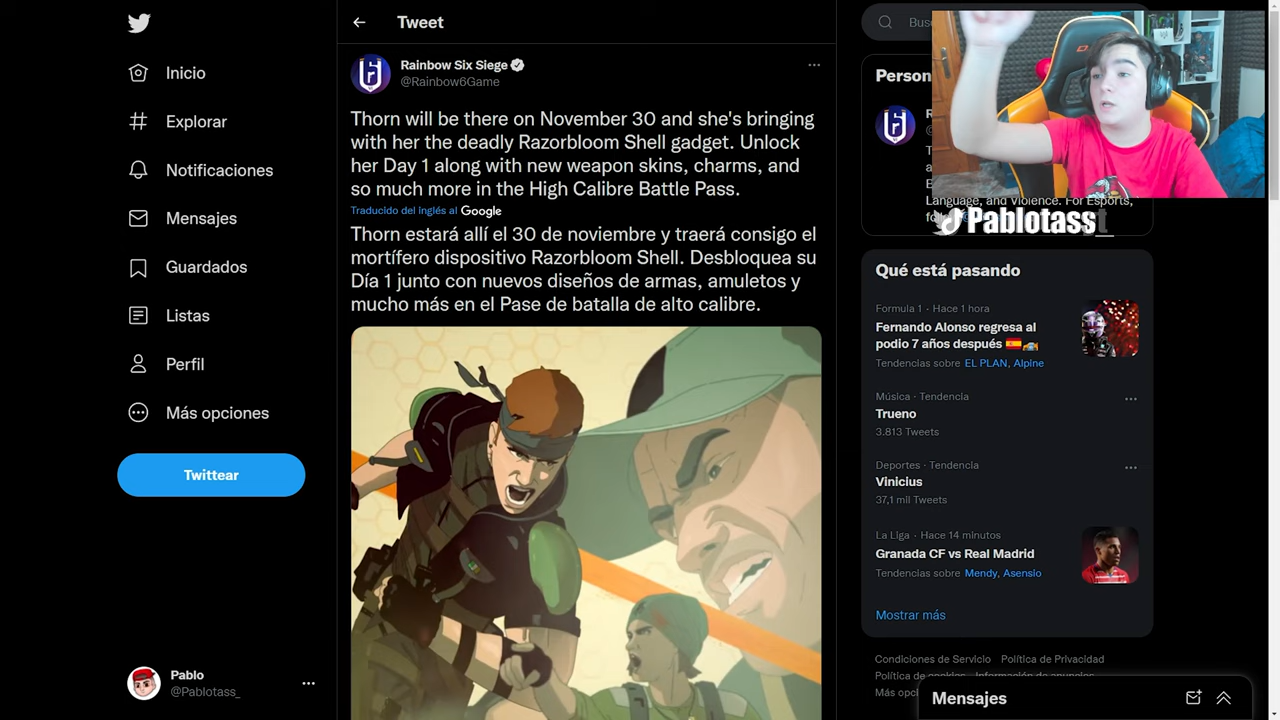 Tweet
Inicio
Explorar
Notificaciones
Mensajes
Guardados
Listas
Perfil
Más opciones
Twittear
Pablo
@Pablotass_
Rainbow Six Siege
@Rainbow6Game
Thorn will be there on November 30 and she's bringing
with her the deadly Razorbloom Shell gadget. Unlock
her Day 1 along with new weapon skins, charms, and
so much more in the High Calibre Battle Pass.
Traducido del inglés al Google
Thorn estará allí el 30 de noviembre y traerá consigo el
mortífero dispositivo Razorbloom Shell. Desbloquea su
Día 1 junto con nuevos diseños de armas, amuletos y
mucho más en el Pase de batalla de alto calibre.
Language, and Violence. For Esports,
Pablotasst_
Qué está pasando
Formula 1 · Hace 1 hora
Fernando Alonso regresa al
podio 7 años después
Tendencias sobre EL PLAN, Alpine
Música · Tendencia
Trueno
3.813 Tweets
Deportes · Tendencia
Vinicius
37,1 mil Tweets
La Liga · Hace 14 minutos
Granada CF vs Real Madrid
Tendencias sobre Mendy, Asensio
Mostrar más
Condiciones de Servicio Política de Privacidad
Política de cookies Información de anuncios
Mensajes